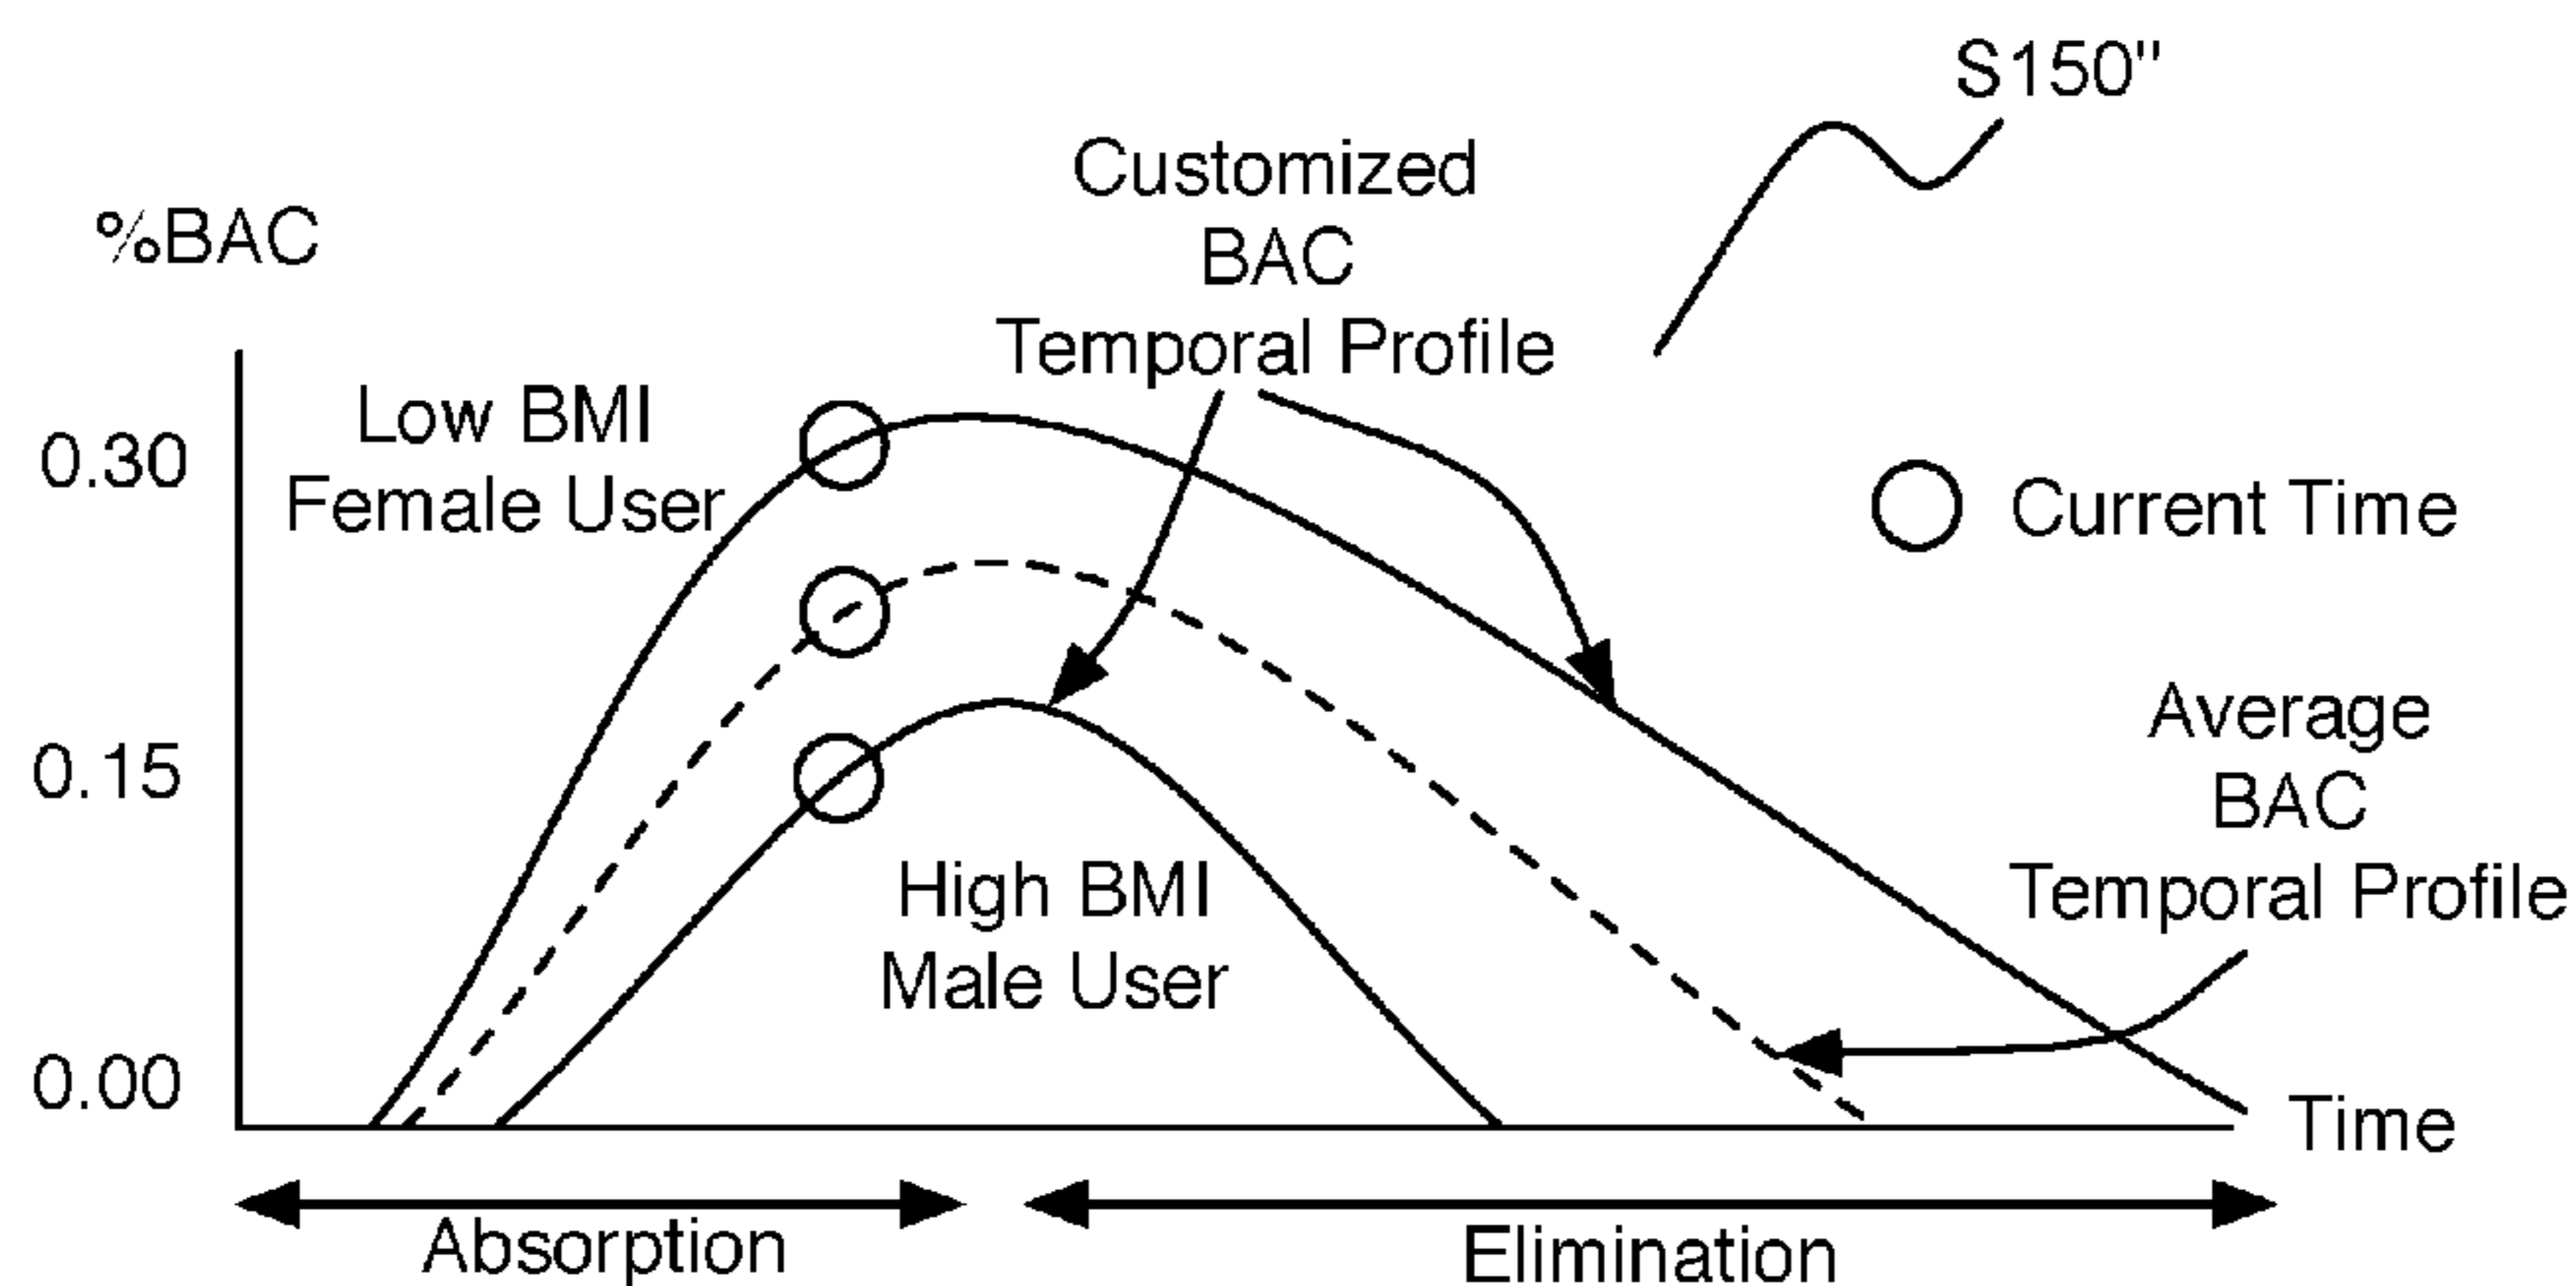 S150"
Customized
BAC
Temporal Profile
%BAC
Low BMI
Female User
0.30
Current Time
0.15
Average
BAC
Temporal Profile
High BMI
Male User
0.00
Time
Absorption
Elimination